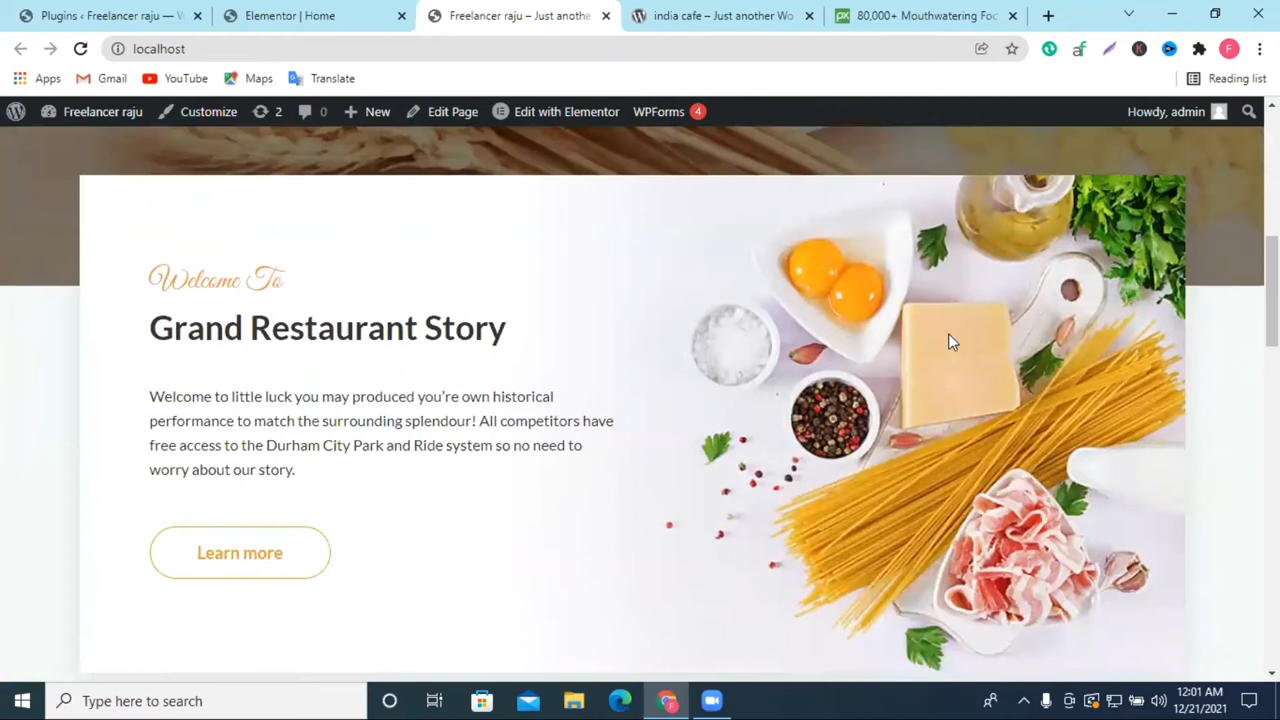 Plugins ‹ Freelancer raju — W
Elementor | Home
Freelancer raju – Just anothe
india cafe – Just another Wo
80,000+ Mouthwatering Foo
localhost
Apps
Gmail
YouTube
Maps
Translate
Reading list
Freelancer raju
Customize
2
0
New
Edit Page
Edit with Elementor
WPForms 4
Howdy, admin
Welcome To
Grand Restaurant Story
Welcome to little luck you may produced you’re own historical
performance to match the surrounding splendour! All competitors have
free access to the Durham City Park and Ride system so no need to
worry about our story.
Learn more
Type here to search
12:01 AM
12/21/2021